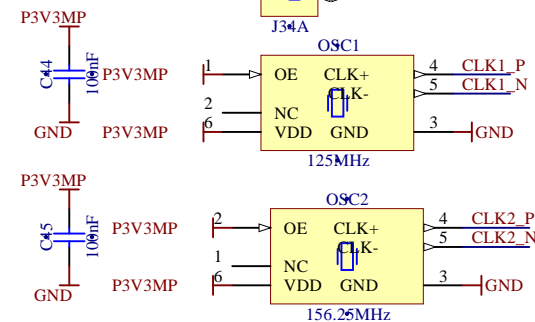 J34A
P3V3MP
OSC1
C44
100nF
P3V3MP
1
OE
CLK+
4
CLK1_P
CLK-
5
CLK1_N
2
NC
GND
P3V3MP
6
VDD
GND
3
GND
125MHz
P3V3MP
OSC2
C45
100nF
P3V3MP
2
OE
CLK+
4
CLK2_P
CLK-
5
CLK2_N
1
NC
GND
P3V3MP
6
VDD
GND
3
GND
156.25MHz